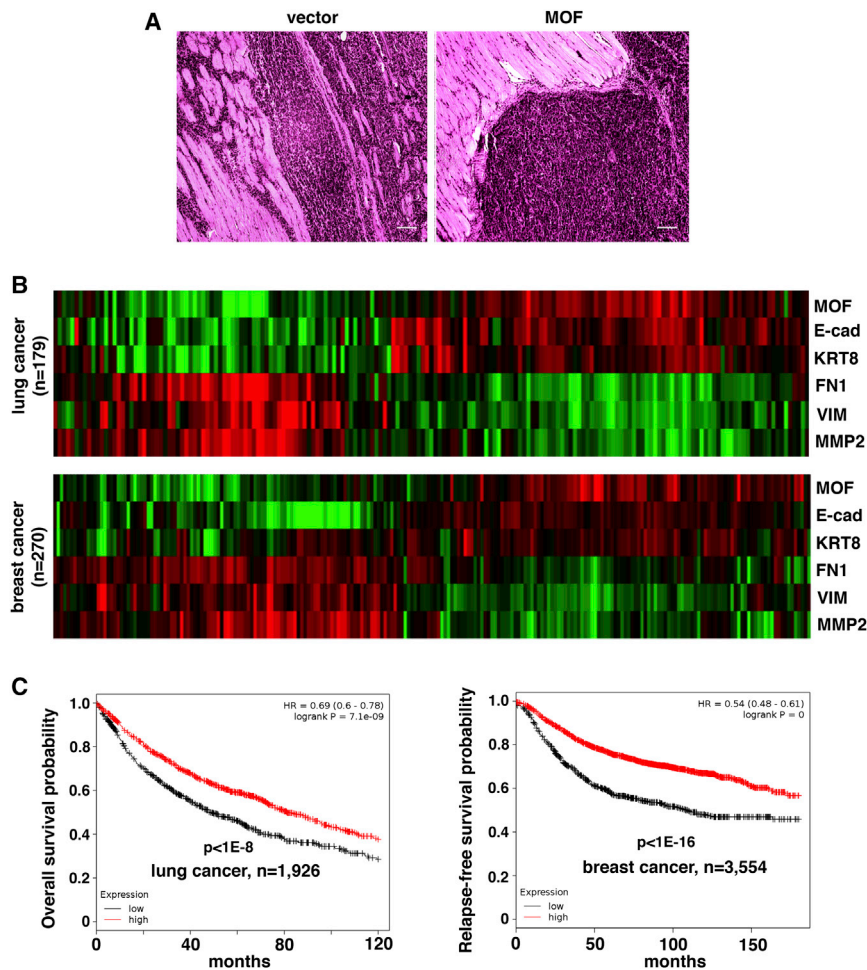 A
vector
MOF
B
lung cancer
(n=179)
MOF
E-cad
KRT8
FN1
VIM
MMP2
breast cancer
(n=270)
MOF
E-cad
KRT8
FN1
VIM
MMP2
C
Overall survival probability
1.0
0.8
0.6
0.4
0.2
0
HR = 0.69 (0.6 - 0.78)
logrank P = 7.1e-09
p<1E-8
lung cancer, n=1,926
Expression
low
high
0 40 80 120
months
Relapse-free survival probability
1.0
0.8
0.6
0.4
0.2
0
HR = 0.54 (0.48 - 0.61)
logrank P = 0
p<1E-16
breast cancer, n=3,554
Expression
low
high
0 50 100 150
months